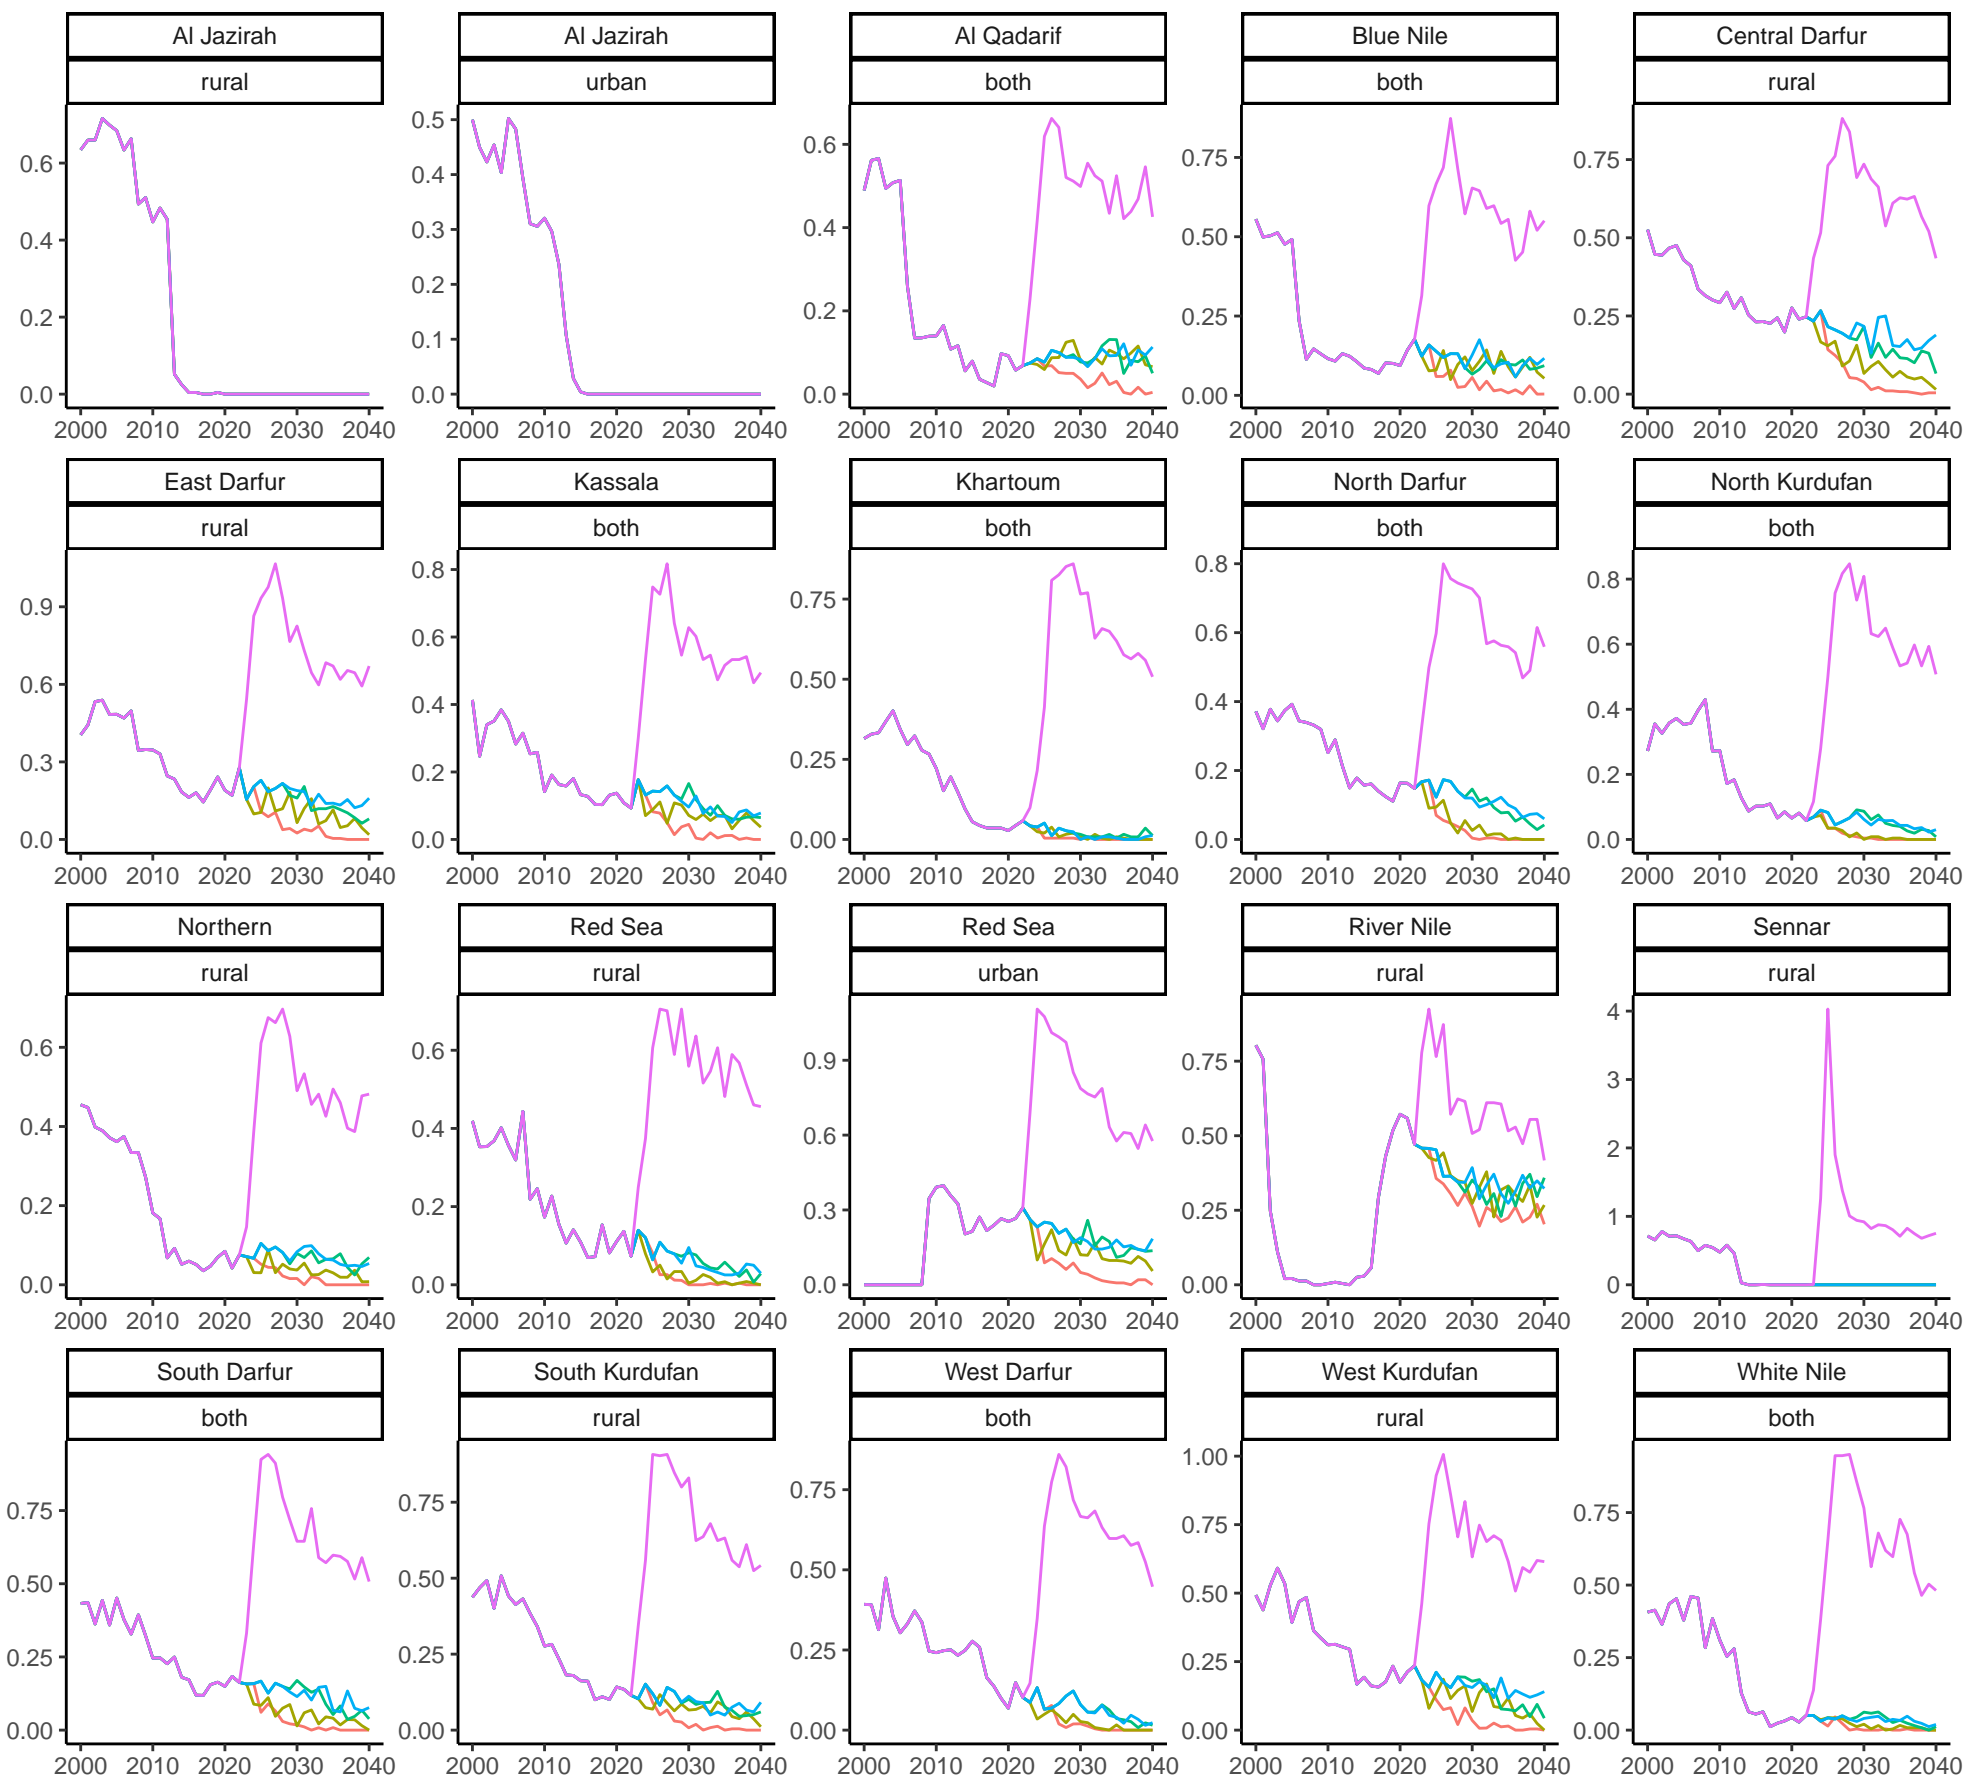 Al Jazirah Al Jazirah Al Qadarif Blue Nile Central Darfur
rural urban both both rural
0.6 0.4 0.2 0.0
0.5 0.4 0.3 0.2 0.1 0.0
0.6 0.4 0.2 0.0
0.75 0.50 0.25 0.00
0.75 0.50 0.25 0.00
2000 2010 2020 2030 2040 2000 2010 2020 2030 2040 2000 2010 2020 2030 2040 2000 2010 2020 2030 2040 2000 2010 2020 2030 2040
East Darfur Kassala Khartoum North Darfur North Kurdufan
rural both both both both
0.9 0.6 0.3 0.0
0.8 0.6 0.4 0.2 0.0
0.75 0.50 0.25 0.00
0.8 0.6 0.4 0.2 0.0
0.8 0.6 0.4 0.2 0.0
2000 2010 2020 2030 2040 2000 2010 2020 2030 2040 2000 2010 2020 2030 2040 2000 2010 2020 2030 2040 2000 2010 2020 2030 2040
Northern Red Sea Red Sea River Nile Sennar
rural rural urban rural rural
0.6 0.4 0.2 0.0
0.6 0.4 0.2 0.0
0.9 0.6 0.3 0.0
0.75 0.50 0.25 0.00
4 3 2 1 0
2000 2010 2020 2030 2040 2000 2010 2020 2030 2040 2000 2010 2020 2030 2040 2000 2010 2020 2030 2040 2000 2010 2020 2030 2040
South Darfur South Kurdufan West Darfur West Kurdufan White Nile
both rural both rural both
0.75 0.50 0.25 0.00
0.75 0.50 0.25 0.00
0.75 0.50 0.25 0.00
1.00 0.75 0.50 0.25 0.00
0.75 0.50 0.25 0.00
2000 2010 2020 2030 2040 2000 2010 2020 2030 2040 2000 2010 2020 2030 2040 2000 2010 2020 2030 2040 2000 2010 2020 2030 2040